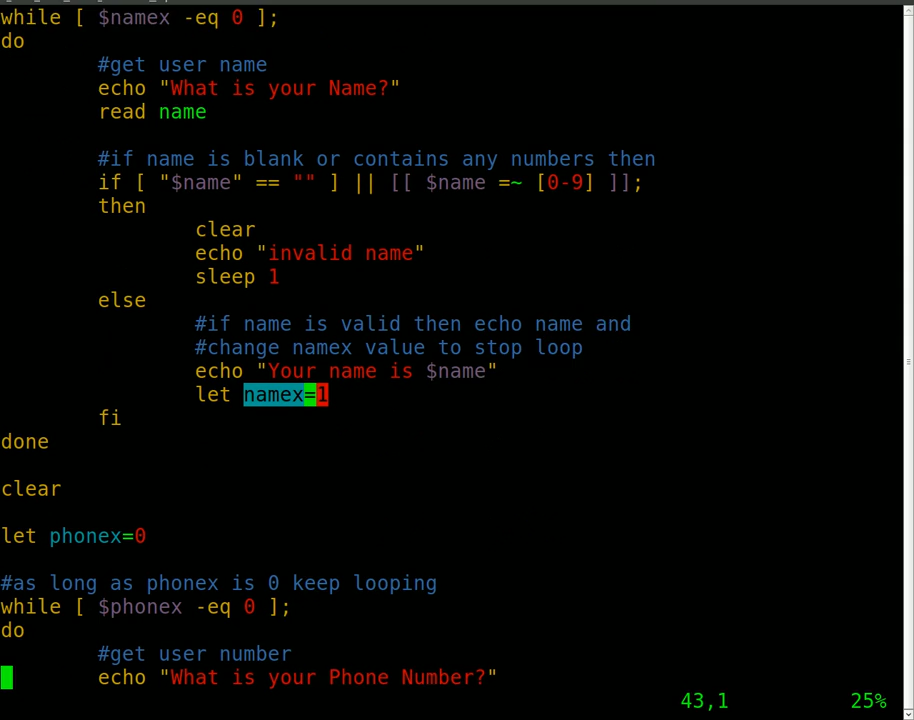 while [ $namex -eq 0 ];
do
#get user name
echo "What is your Name?"
read name
#if name is blank or contains any numbers then
if [ "$name" == "" ] || [[ $name =~ [0-9] ]];
then
clear
echo "invalid name"
sleep 1
else
#if name is valid then echo name and
#change namex value to stop loop
echo "Your name is $name"
let namex=1
fi
done
clear
let phonex=0
#as long as phonex is 0 keep looping
while [ $phonex -eq 0 ];
do
#get user number
echo "What is your Phone Number?"
43,1 25%